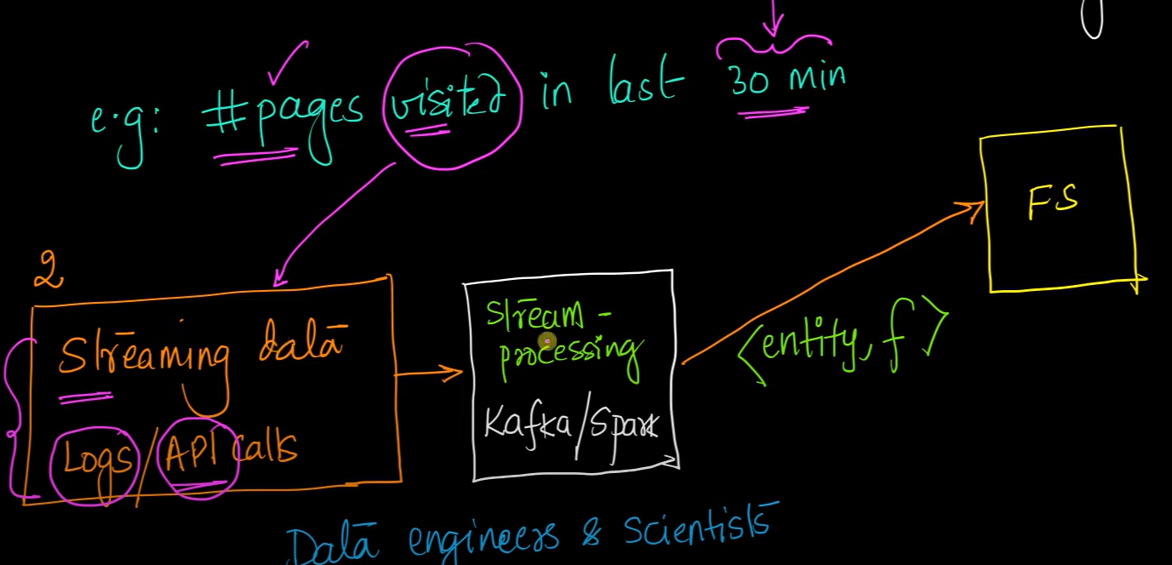 e.g: #pages visited in last 30 min
FS
2
Streaming data
Logs/API calls
Stream-
processing
Kafka/Spark
<entity, f>
Data engineers & scientists